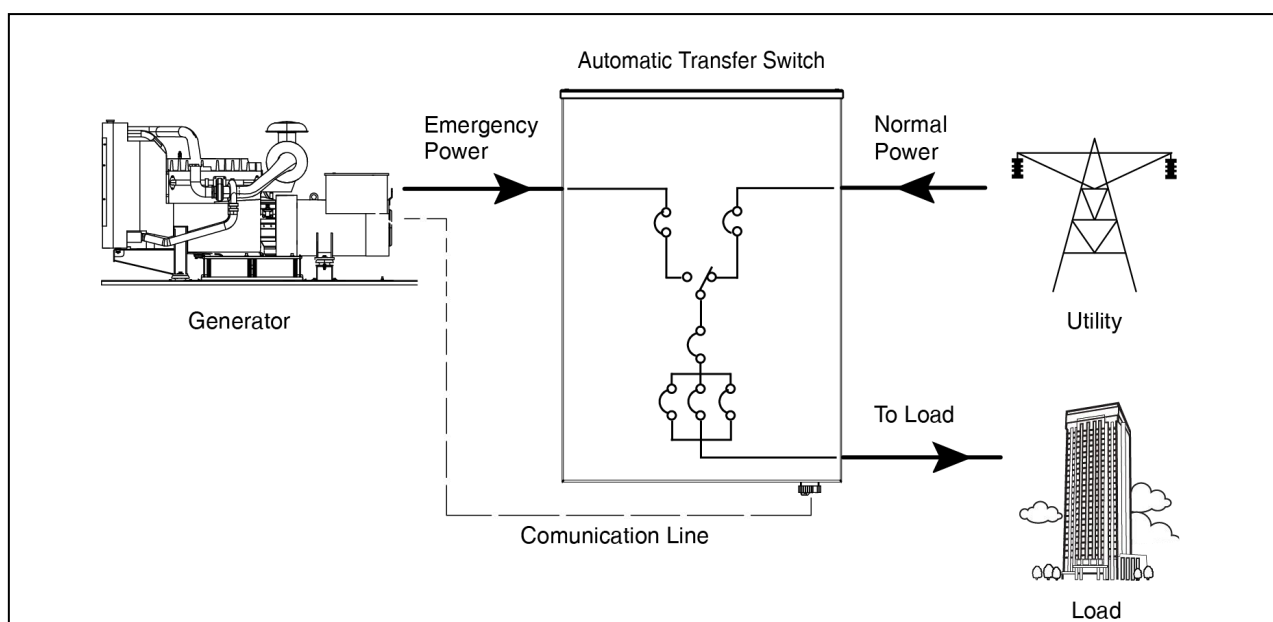 Automatic Transfer Switch
Emergency
Power
Normal
Power
Generator
Utility
To Load
Comunication Line
Load